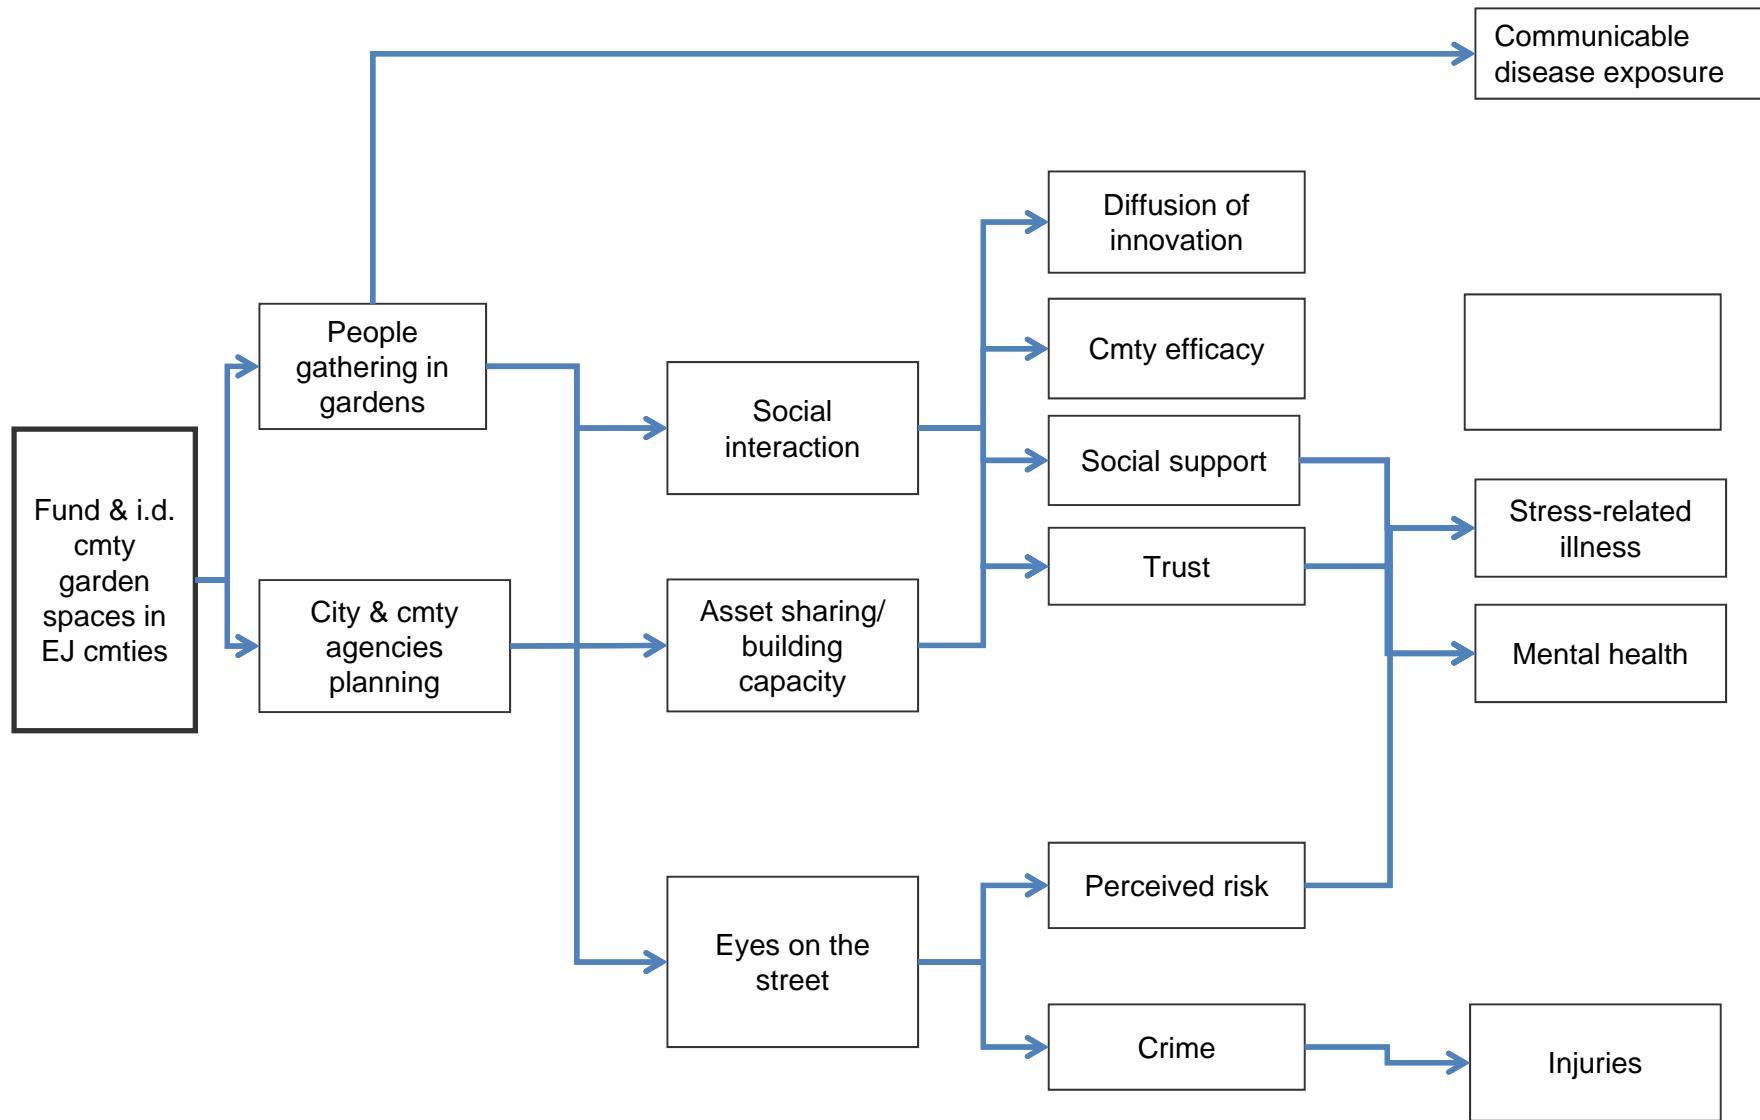 Communicable
disease exposure
Diffusion of
innovation
People
gathering in
gardens
Cmty efficacy
Social
interaction
Social support
Fund & i.d.
cmty
garden
spaces in
EJ cmties
Stress-related
illness
Trust
City & cmty
agencies
planning
Asset sharing/
building
capacity
Mental health
Perceived risk
Eyes on the
street
Crime
Injuries